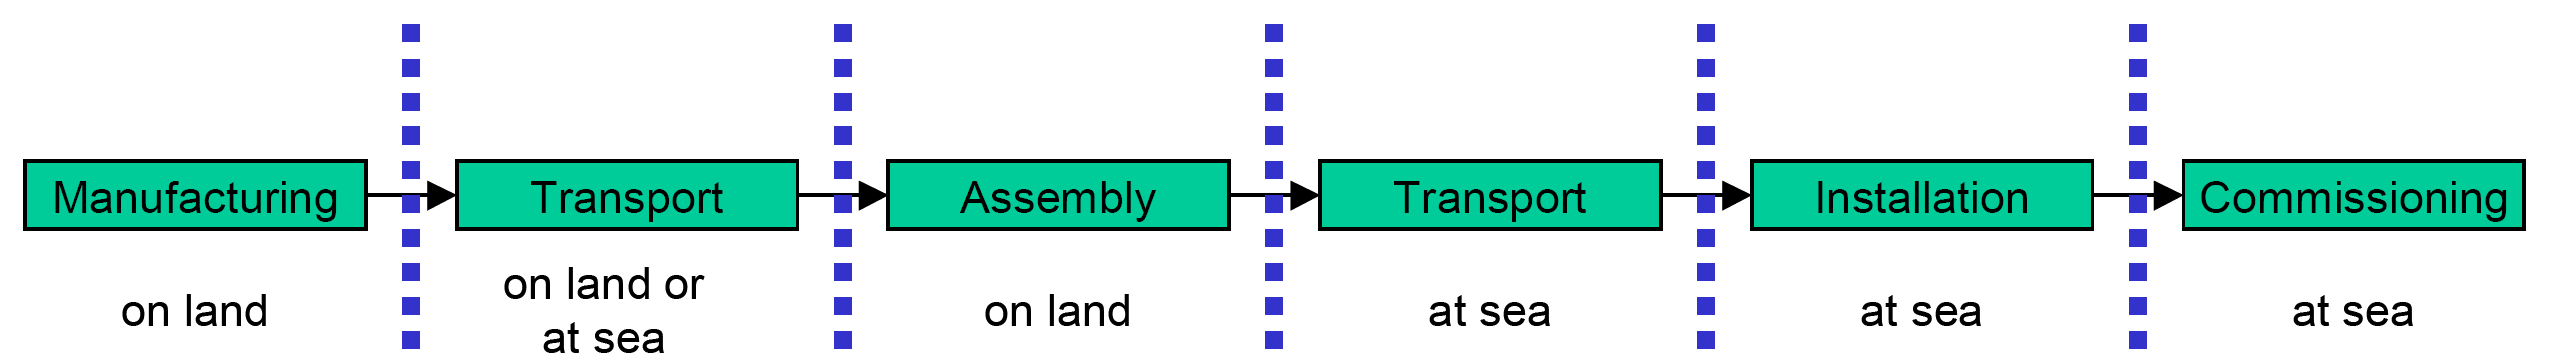 Manufacturing
Transport
Assembly
Transport
Installation
Commissioning
on land
on land or
at sea
on land
at sea
at sea
at sea